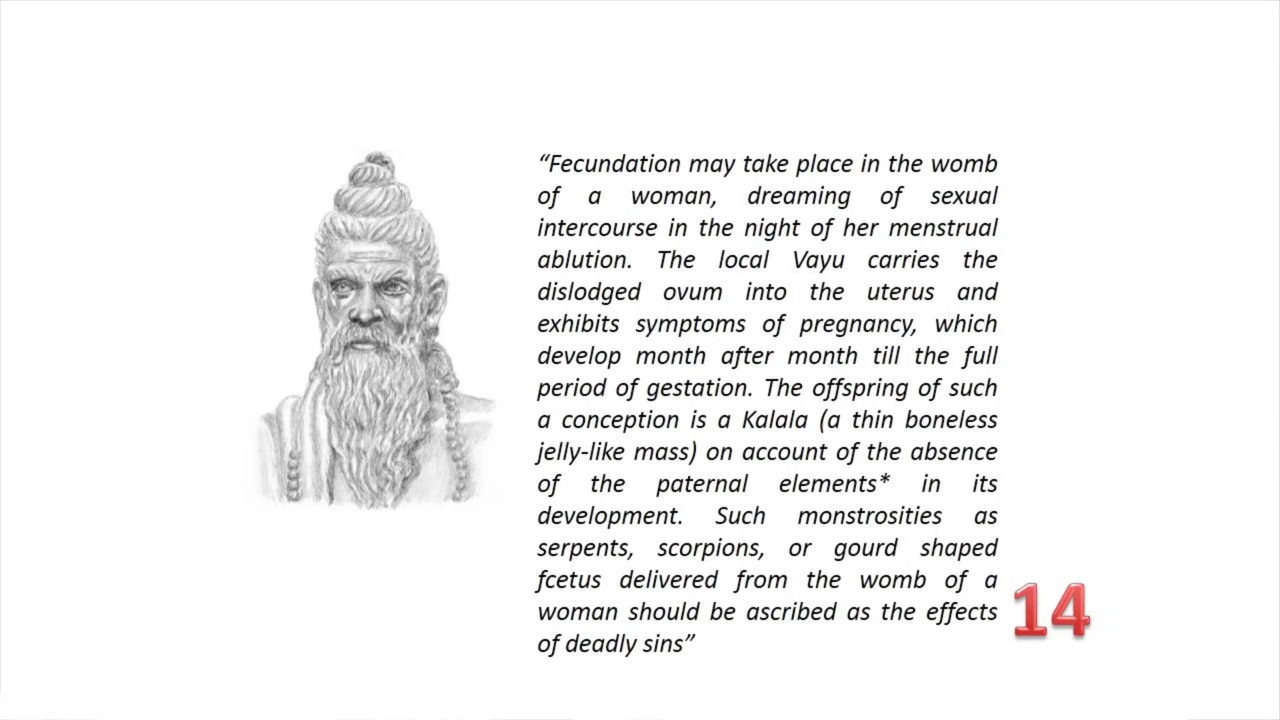 “Fecundation may take place in the womb
of a woman, dreaming of sexual
intercourse in the night of her menstrual
ablution. The local Vayu carries the
dislodged ovum into the uterus and
exhibits symptoms of pregnancy, which
develop month after month till the full
period of gestation. The offspring of such
a conception is a Kalala (a thin boneless
jelly-like mass) on account of the absence
of the paternal elements* in its
development. Such monstrosities as
serpents, scorpions, or gourd shaped
fcetus delivered from the womb of a
woman should be ascribed as the effects
of deadly sins”
14